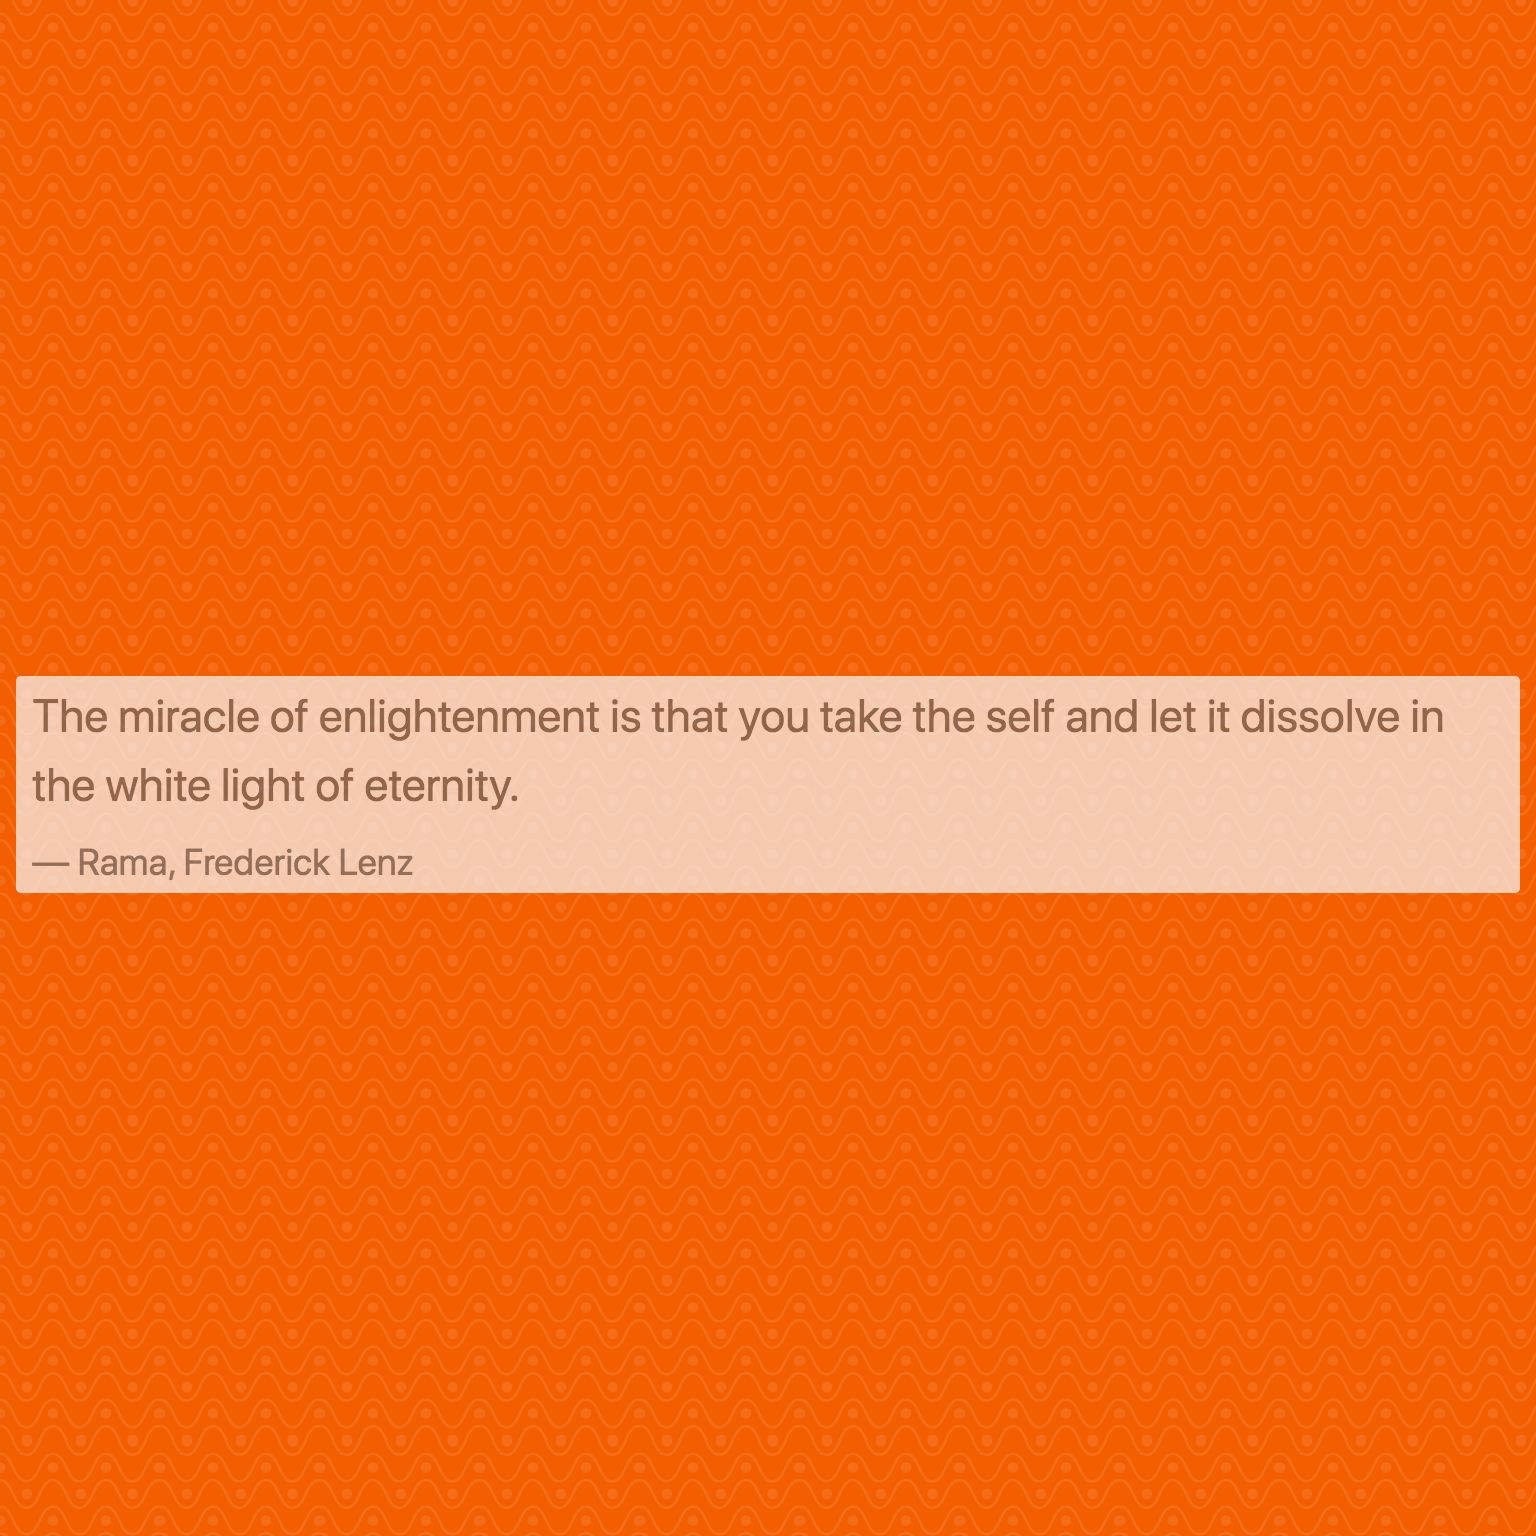 The miracle of enlightenment is that you take the self and let it dissolve in
the white light of eternity.
— Rama, Frederick Lenz